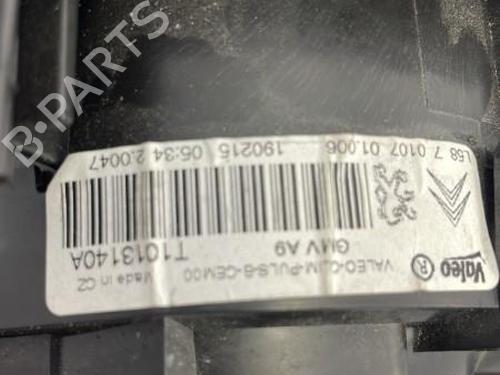 Valeo ®
VALEO-CLIM-PULS-B-CEM00
GMV A9
T1013140A
Made in CZ
L68 7 0107 01.006
190215 05:34 2.0047
B-PARTS